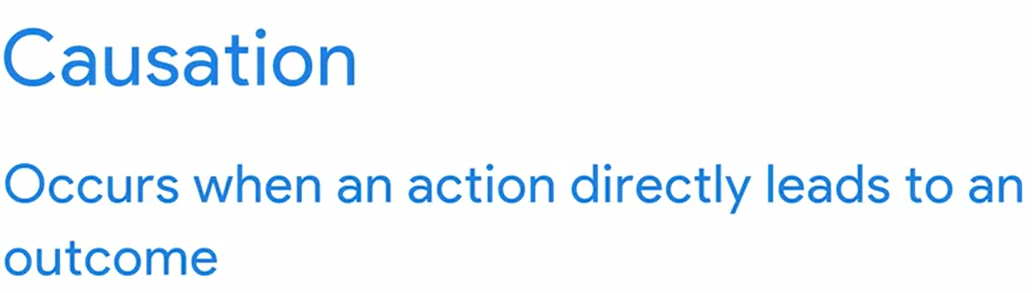 Causation
Occurs when an action directly leads to an
outcome